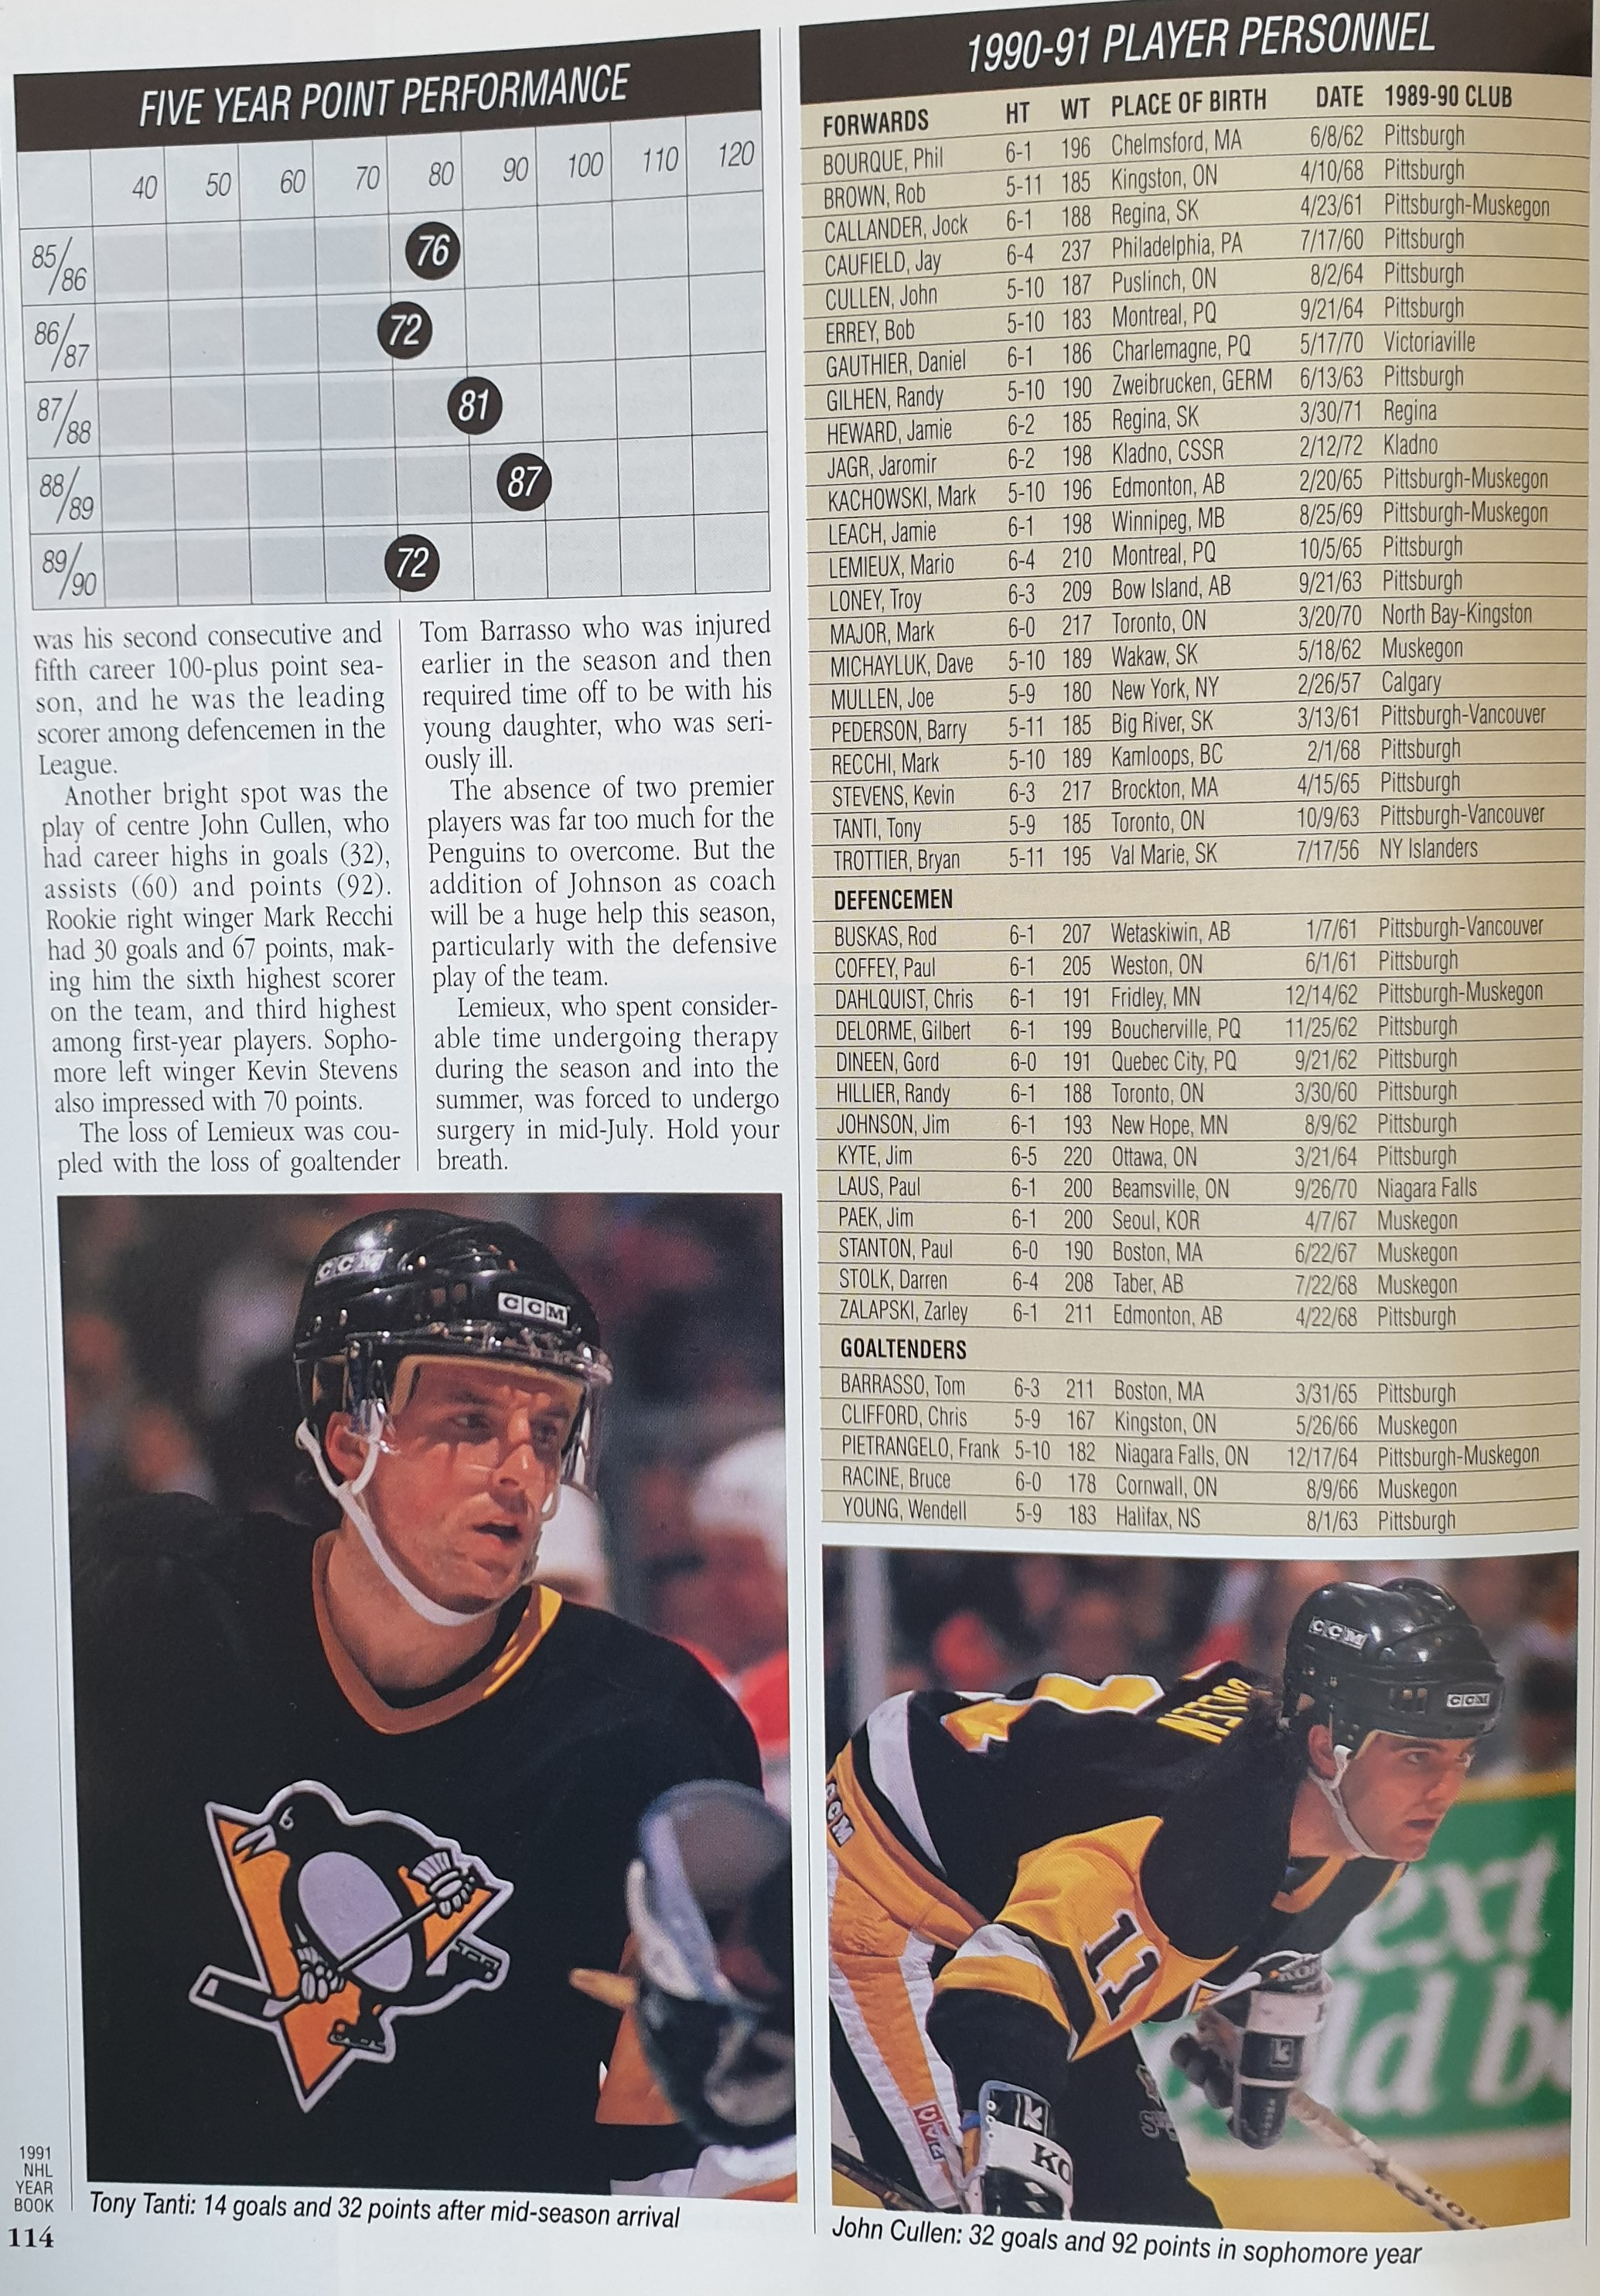 FIVE YEAR POINT PERFORMANCE
40 50 60 70 80 90 100 110 120
85/86 76
86/87 72
87/88 81
88/89 87
89/90 72
was his second consecutive and
fifth career 100-plus point sea-
son, and he was the leading
scorer among defencemen in the
League.
Another bright spot was the
play of centre John Cullen, who
had career highs in goals (32),
assists (60) and points (92).
Rookie right winger Mark Recchi
had 30 goals and 67 points, mak-
ing him the sixth highest scorer
on the team, and third highest
among first-year players. Sopho-
more left winger Kevin Stevens
also impressed with 70 points.
The loss of Lemieux was cou-
pled with the loss of goaltender
Tom Barrasso who was injured
earlier in the season and then
required time off to be with his
young daughter, who was seri-
ously ill.
The absence of two premier
players was far too much for the
Penguins to overcome. But the
addition of Johnson as coach
will be a huge help this season,
particularly with the defensive
play of the team.
Lemieux, who spent consider-
able time undergoing therapy
during the season and into the
summer, was forced to undergo
surgery in mid-July. Hold your
breath.
CCM
CCM
Tony Tanti: 14 goals and 32 points after mid-season arrival
1991
NHL
YEAR
BOOK
114
1990-91 PLAYER PERSONNEL
FORWARDS HT WT PLACE OF BIRTH DATE 1989-90 CLUB
BOURQUE, Phil 6-1 196 Chelmsford, MA 6/8/62 Pittsburgh
BROWN, Rob 5-11 185 Kingston, ON 4/10/68 Pittsburgh
CALLANDER, Jock 6-1 188 Regina, SK 4/23/61 Pittsburgh-Muskegon
CAUFIELD, Jay 6-4 237 Philadelphia, PA 7/17/60 Pittsburgh
CULLEN, John 5-10 187 Puslinch, ON 8/2/64 Pittsburgh
ERREY, Bob 5-10 183 Montreal, PQ 9/21/64 Pittsburgh
GAUTHIER, Daniel 6-1 186 Charlemagne, PQ 5/17/70 Victoriaville
GILHEN, Randy 5-10 190 Zweibrucken, GERM 6/13/63 Pittsburgh
HEWARD, Jamie 6-2 185 Regina, SK 3/30/71 Regina
JAGR, Jaromir 6-2 198 Kladno, CSSR 2/12/72 Kladno
KACHOWSKI, Mark 5-10 196 Edmonton, AB 2/20/65 Pittsburgh-Muskegon
LEACH, Jamie 6-1 198 Winnipeg, MB 8/25/69 Pittsburgh-Muskegon
LEMIEUX, Mario 6-4 210 Montreal, PQ 10/5/65 Pittsburgh
LONEY, Troy 6-3 209 Bow Island, AB 9/21/63 Pittsburgh
MAJOR, Mark 6-0 217 Toronto, ON 3/20/70 North Bay-Kingston
MICHAYLUK, Dave 5-10 189 Wakaw, SK 5/18/62 Muskegon
MULLEN, Joe 5-9 180 New York, NY 2/26/57 Calgary
PEDERSON, Barry 5-11 185 Big River, SK 3/13/61 Pittsburgh-Vancouver
RECCHI, Mark 5-10 189 Kamloops, BC 2/1/68 Pittsburgh
STEVENS, Kevin 6-3 217 Brockton, MA 4/15/65 Pittsburgh
TANTI, Tony 5-9 185 Toronto, ON 10/9/63 Pittsburgh-Vancouver
TROTTIER, Bryan 5-11 195 Val Marie, SK 7/17/56 NY Islanders
DEFENCEMEN
BUSKAS, Rod 6-1 207 Wetaskiwin, AB 1/7/61 Pittsburgh-Vancouver
COFFEY, Paul 6-1 205 Weston, ON 6/1/61 Pittsburgh
DAHLQUIST, Chris 6-1 191 Fridley, MN 12/14/62 Pittsburgh-Muskegon
DELORME, Gilbert 6-1 199 Boucherville, PQ 11/25/62 Pittsburgh
DINEEN, Gord 6-0 191 Quebec City, PQ 9/21/62 Pittsburgh
HILLIER, Randy 6-1 188 Toronto, ON 3/30/60 Pittsburgh
JOHNSON, Jim 6-1 193 New Hope, MN 8/9/62 Pittsburgh
KYTE, Jim 6-5 220 Ottawa, ON 3/21/64 Pittsburgh
LAUS, Paul 6-1 200 Beamsville, ON 9/26/70 Niagara Falls
PAEK, Jim 6-1 200 Seoul, KOR 4/7/67 Muskegon
STANTON, Paul 6-0 190 Boston, MA 6/22/67 Muskegon
STOLK, Darren 6-4 208 Taber, AB 7/22/68 Muskegon
ZALAPSKI, Zarley 6-1 211 Edmonton, AB 4/22/68 Pittsburgh
GOALTENDERS
BARRASSO, Tom 6-3 211 Boston, MA 3/31/65 Pittsburgh
CLIFFORD, Chris 5-9 167 Kingston, ON 5/26/66 Muskegon
PIETRANGELO, Frank 5-10 182 Niagara Falls, ON 12/17/64 Pittsburgh-Muskegon
RACINE, Bruce 6-0 178 Cornwall, ON 8/9/66 Muskegon
YOUNG, Wendell 5-9 183 Halifax, NS 8/1/63 Pittsburgh
CCM
CCM
CULLEN
CCM
11
ext
ld b
KO
John Cullen: 32 goals and 92 points in sophomore year